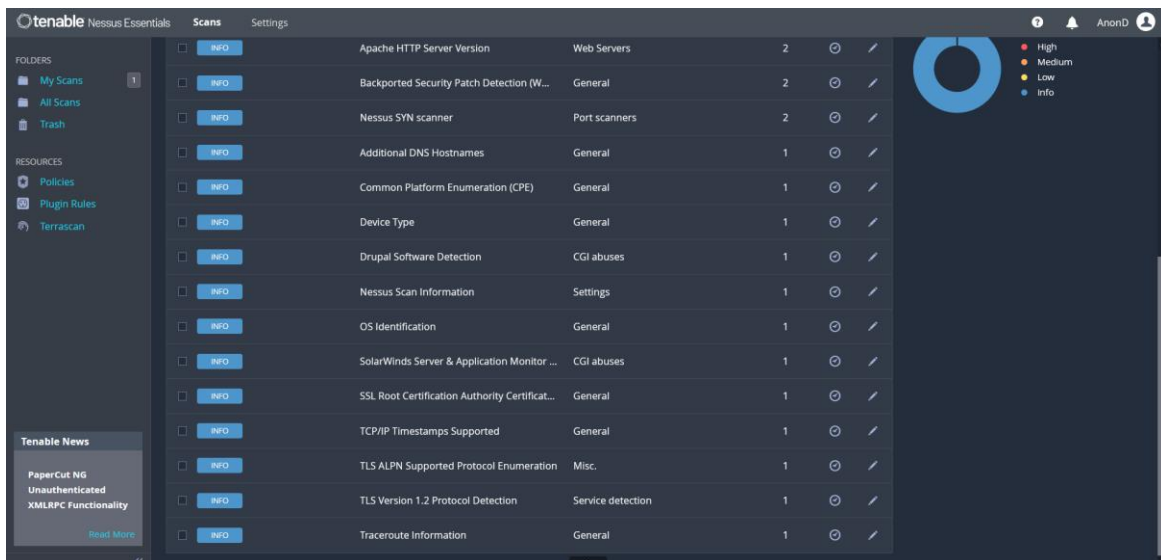 tenable Nessus Essentials Scans Settings AnonD
FOLDERS
My Scans 1
All Scans
Trash
RESOURCES
Policies
Plugin Rules
Terrascan
INFO Apache HTTP Server Version Web Servers 2
INFO Backported Security Patch Detection (W... General 2
INFO Nessus SYN scanner Port scanners 2
INFO Additional DNS Hostnames General 1
INFO Common Platform Enumeration (CPE) General 1
INFO Device Type General 1
INFO Drupal Software Detection CGI abuses 1
INFO Nessus Scan Information Settings 1
INFO OS Identification General 1
INFO SolarWinds Server & Application Monitor ... CGI abuses 1
INFO SSL Root Certification Authority Certificat... General 1
INFO TCP/IP Timestamps Supported General 1
INFO TLS ALPN Supported Protocol Enumeration Misc. 1
INFO TLS Version 1.2 Protocol Detection Service detection 1
INFO Traceroute Information General 1
High
Medium
Low
Info
Tenable News
PaperCut NG
Unauthenticated
XMLRPC Functionality
Read More